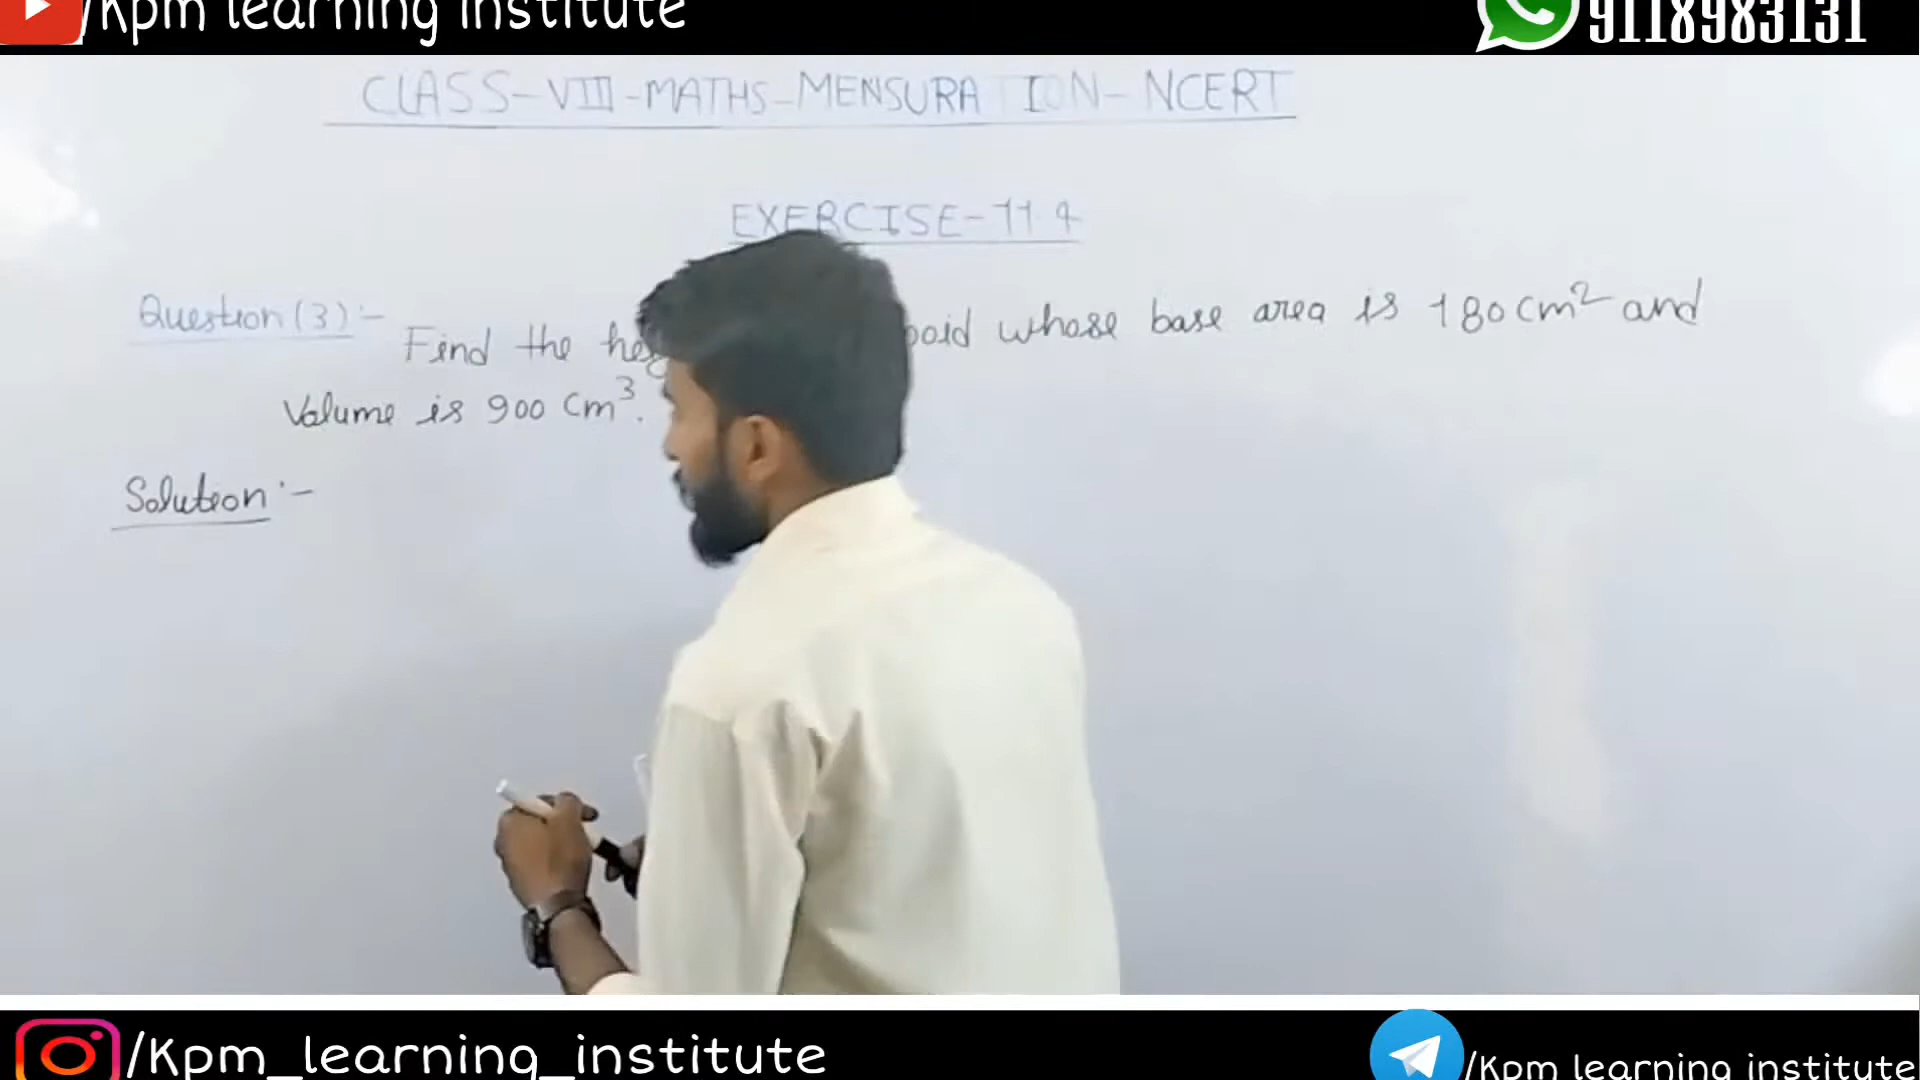 /Kpm learning institute
9118983131
CLASS-VIII-MATHS-MENSURATION-NCERT
EXERCISE-11.4
Question (3):- Find the he oid whose base area is 180 cm² and
Volume is 900 cm³.
Solution:-
/Kpm_learning_institute
/Kpm learning institute